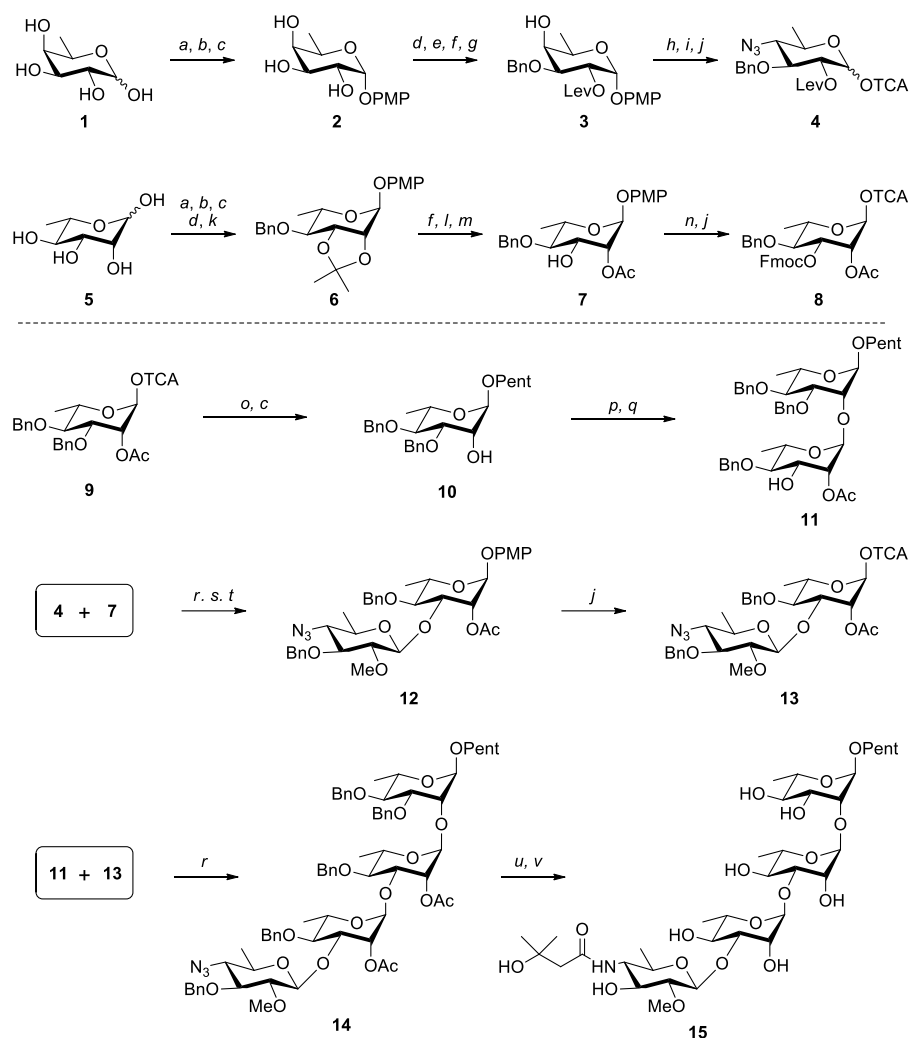 HO
HO
OH
OH
1
a, b, c
HO
HO
OH
OPMP
2
d, e, f, g
HO
BnO
LevO
OPMP
3
h, i, j
N3
BnO
LevO
OTCA
4
OH
HO
HO
OH
5
a, b, c
d, k
OPMP
BnO
O
O
O
6
f, l, m
OPMP
BnO
HO
OAc
7
n, j
OTCA
BnO
FmocO
OAc
8
OTCA
BnO
BnO
OAc
9
o, c
OPent
BnO
BnO
OH
10
p, q
OPent
BnO
BnO
O
BnO
HO
OAc
11
4 + 7
r. s. t
OPMP
BnO
OAc
N3
O
BnO
MeO
12
j
OTCA
BnO
OAc
N3
O
BnO
MeO
13
11 + 13
r
OPent
BnO
BnO
O
BnO
O
OAc
BnO
N3
O
OAc
BnO
MeO
14
u, v
OPent
HO
HO
O
HO
O
OH
O
HO
HO
HN
O
OH
HO
MeO
15